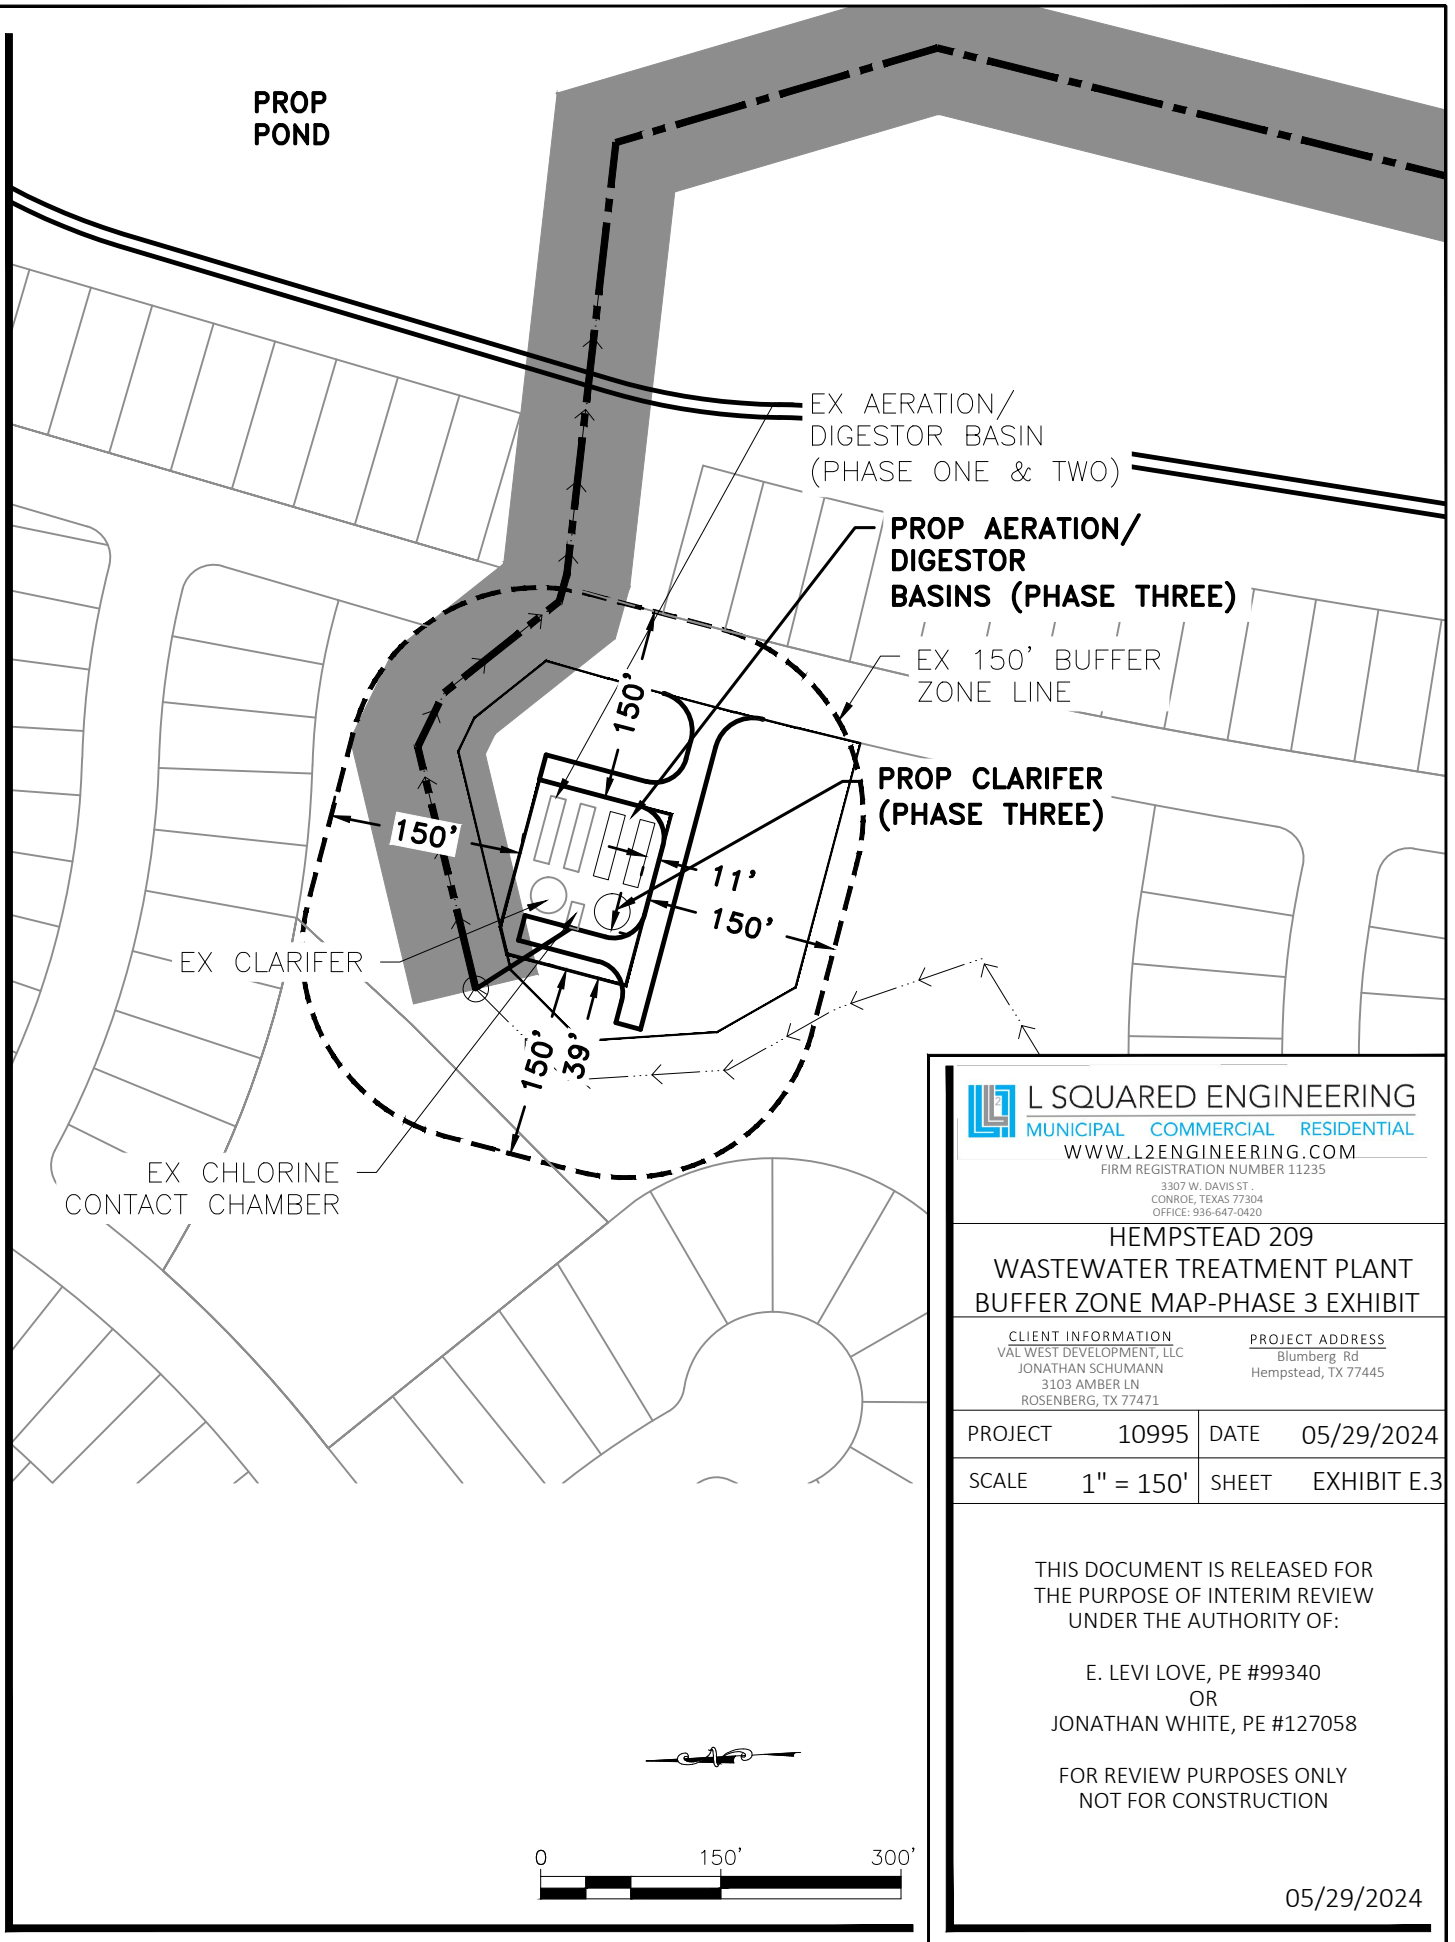 PROP
POND
EX AERATION/
DIGESTOR BASIN
(PHASE ONE & TWO)
PROP AERATION/
DIGESTOR
BASINS (PHASE THREE)
EX 150' BUFFER
ZONE LINE
150'
PROP CLARIFER
(PHASE THREE)
150'
11'
150'
EX CLARIFER
150'
39'
EX CHLORINE
CONTACT CHAMBER
L SQUARED ENGINEERING
MUNICIPAL COMMERCIAL RESIDENTIAL
WWW.L2ENGINEERING.COM
FIRM REGISTRATION NUMBER 11235
3307 W. DAVIS ST .
CONROE, TEXAS 77304
OFFICE: 936-647-0420
HEMPSTEAD 209
WASTEWATER TREATMENT PLANT
BUFFER ZONE MAP-PHASE 3 EXHIBIT
CLIENT INFORMATION
VAL WEST DEVELOPMENT, LLC
JONATHAN SCHUMANN
3103 AMBER LN
ROSENBERG, TX 77471
PROJECT ADDRESS
Blumberg Rd
Hempstead, TX 77445
PROJECT 10995 DATE 05/29/2024
SCALE 1" = 150' SHEET EXHIBIT E.3
THIS DOCUMENT IS RELEASED FOR
THE PURPOSE OF INTERIM REVIEW
UNDER THE AUTHORITY OF:
E. LEVI LOVE, PE #99340
OR
JONATHAN WHITE, PE #127058
FOR REVIEW PURPOSES ONLY
NOT FOR CONSTRUCTION
0 150' 300'
05/29/2024